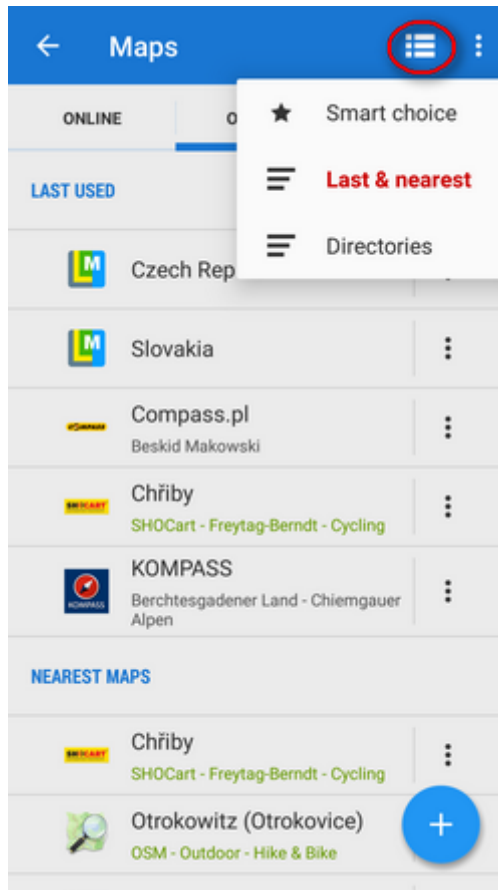 Maps
ONLINE
O
Smart choice
Last & nearest
Directories
LAST USED
Czech Rep
Slovakia
Compass.pl
Beskid Makowski
Chřiby
SHOCart - Freytag-Berndt - Cycling
KOMPASS
Berchtesgadener Land - Chiemgauer
Alpen
NEAREST MAPS
Chřiby
SHOCart - Freytag-Berndt - Cycling
Otrokowitz (Otrokovice)
OSM - Outdoor - Hike & Bike